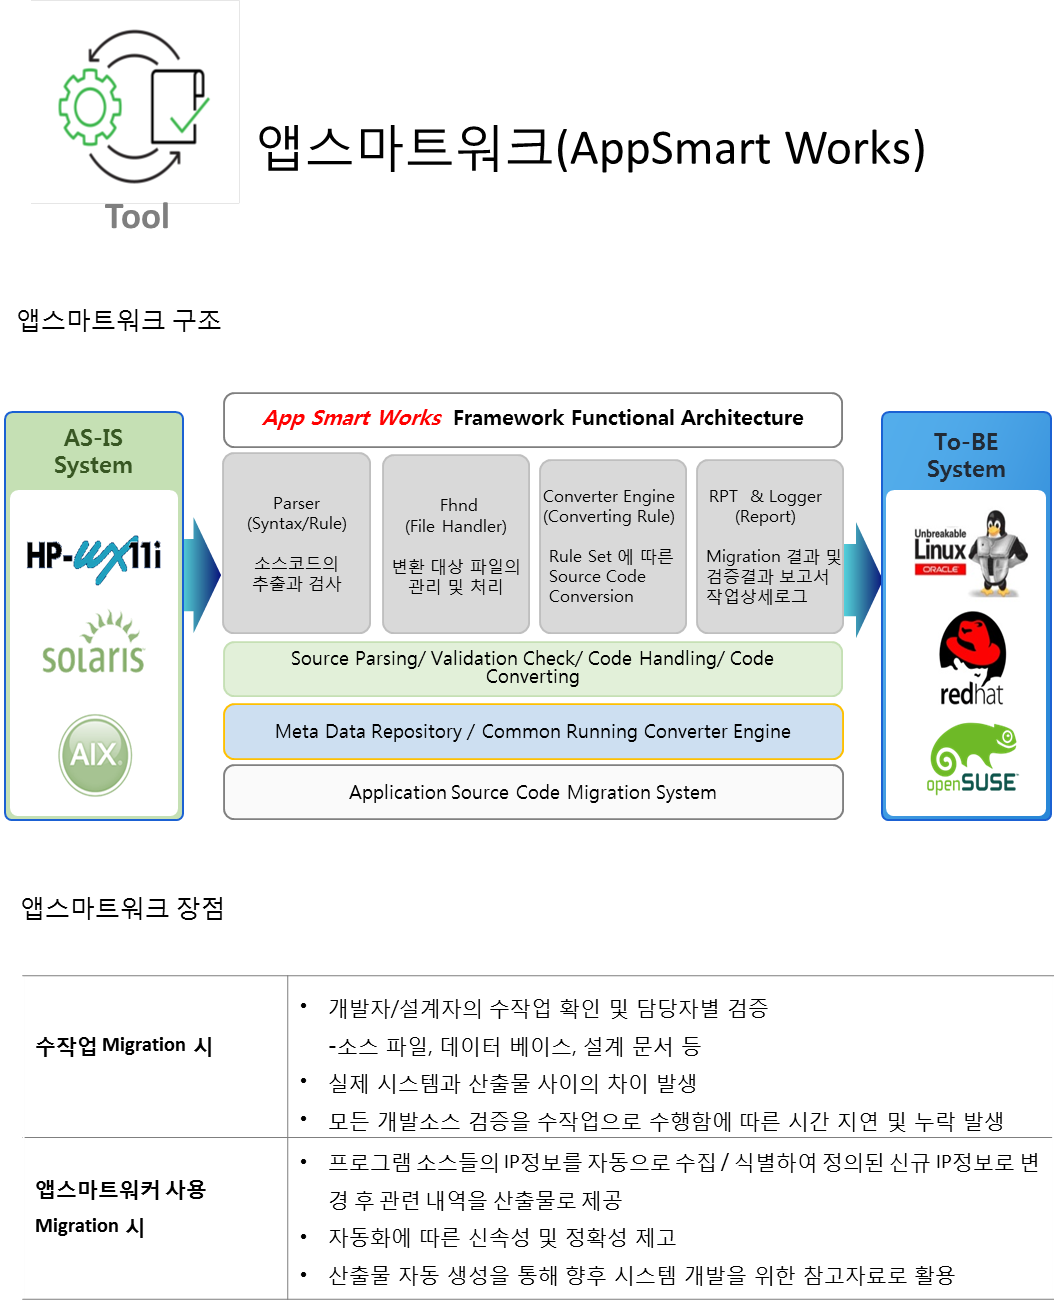 Tool
앱스마트워크(AppSmart Works)
앱스마트워크 구조
AS-IS
System
HP-UX11i
solaris
AIX
App Smart Works Framework Functional Architecture
Parser
(Syntax/Rule)
소스코드의
추출과 검사
Fhnd
(File Handler)
변환 대상 파일의
관리 및 처리
Converter Engine
(Converting Rule)
Rule Set 에 따른
Source Code
Conversion
RPT & Logger
(Report)
Migration 결과 및
검증결과 보고서
작업상세로그
Source Parsing/ Validation Check/ Code Handling/ Code
Converting
Meta Data Repository / Common Running Converter Engine
Application Source Code Migration System
To-BE
System
Unbreakable
Linux
ORACLE
redhat
openSUSE
앱스마트워크 장점
수작업 Migration 시
• 개발자/설계자의 수작업 확인 및 담당자별 검증
-소스 파일, 데이터 베이스, 설계 문서 등
• 실제 시스템과 산출물 사이의 차이 발생
• 모든 개발소스 검증을 수작업으로 수행함에 따른 시간 지연 및 누락 발생
앱스마트워커 사용
Migration 시
• 프로그램 소스들의 IP정보를 자동으로 수집 / 식별하여 정의된 신규 IP정보로 변
경 후 관련 내역을 산출물로 제공
• 자동화에 따른 신속성 및 정확성 제고
• 산출물 자동 생성을 통해 향후 시스템 개발을 위한 참고자료로 활용